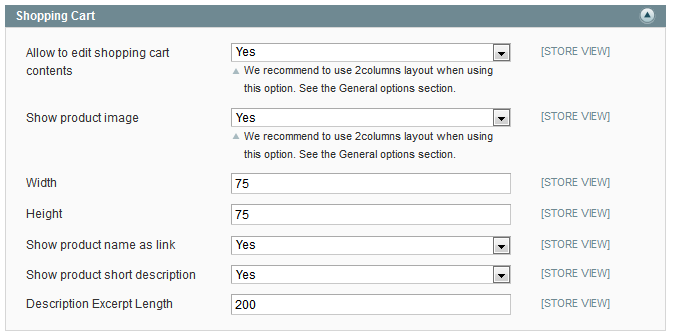 Shopping Cart
Allow to edit shopping cart contents Yes [STORE VIEW]
We recommend to use 2columns layout when using
this option. See the General options section.
Show product image Yes [STORE VIEW]
We recommend to use 2columns layout when using
this option. See the General options section.
Width 75 [STORE VIEW]
Height 75 [STORE VIEW]
Show product name as link Yes [STORE VIEW]
Show product short description Yes [STORE VIEW]
Description Excerpt Length 200 [STORE VIEW]